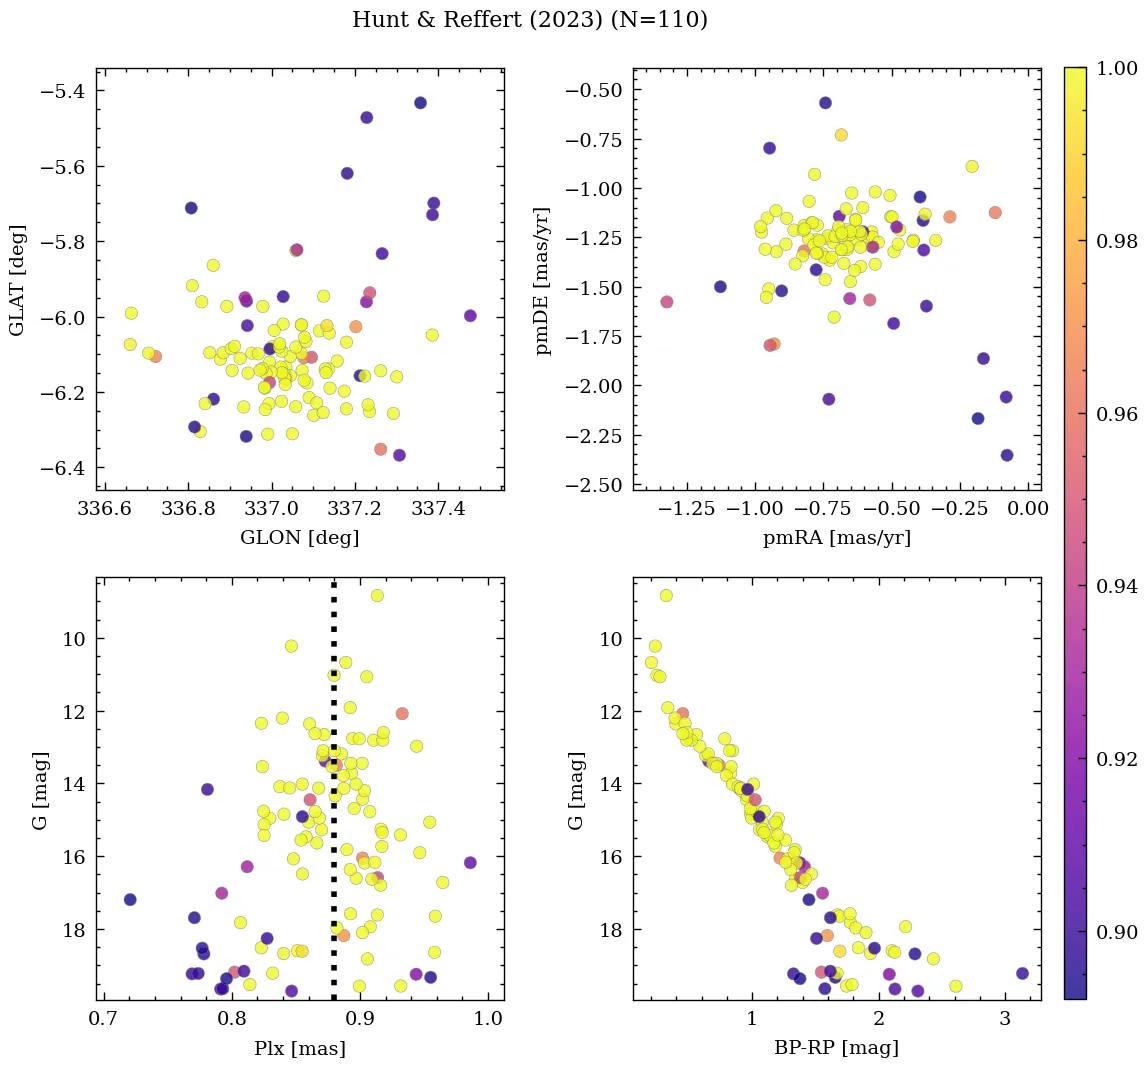 Hunt & Reffert (2023) (N=110)
−5.4
−5.6
−5.8
−6.0
−6.2
−6.4
GLAT [deg]
336.6 336.8 337.0 337.2 337.4
GLON [deg]
−0.50
−0.75
−1.00
−1.25
−1.50
−1.75
−2.00
−2.25
−2.50
pmDE [mas/yr]
−1.25 −1.00 −0.75 −0.50 −0.25 0.00
pmRA [mas/yr]
10
12
14
16
18
G [mag]
0.7 0.8 0.9 1.0
Plx [mas]
10
12
14
16
18
G [mag]
1 2 3
BP-RP [mag]
1.00
0.98
0.96
0.94
0.92
0.90